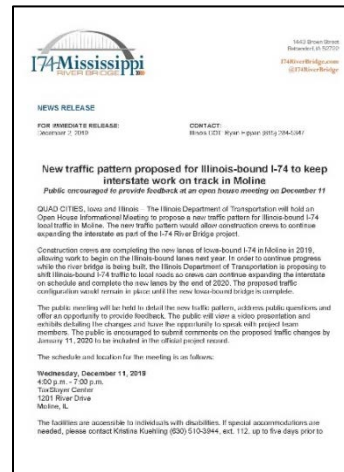 I-74 Mississippi
RIVER BRIDGE
Bettendorf, IA 52722
I74RiverBridge.com
@I74RiverBridge
NEWS RELEASE
FOR IMMEDIATE RELEASE:
December 2, 2019
CONTACT:
Illinois DOT:
New traffic pattern proposed for Illinois-bound I-74 to keep
interstate work on track in Moline
Public encouraged to provide feedback at an open house meeting on December 11
QUAD CITIES, Iowa and Illinois – The Illinois Department of Transportation will hold an
Open House Informational Meeting to propose a new traffic pattern for Illinois-bound I-74
local traffic in Moline. The new traffic pattern would allow construction crews to continue
expanding the interstate as part of the I-74 River Bridge project.
Construction crews are completing the new lanes of Iowa-bound I-74 in Moline in 2019,
allowing work to begin on the Illinois-bound lanes next year. In order to continue progress
while the river bridge is being built, the Illinois Department of Transportation is proposing to
shift Illinois-bound I-74 traffic to local roads so crews can continue expanding the interstate
on schedule and complete the new lanes by the end of 2020. The proposed traffic
configuration would remain in place until the new Iowa-bound bridge is complete.
The public meeting will be held to detail the new traffic pattern, address public questions and
offer an opportunity to provide feedback. The public will view a video presentation and
exhibits detailing the changes and have the opportunity to speak with project team
members. The public is encouraged to submit comments on the proposed traffic changes by
January 11, 2020 to be included in the official project record.
The schedule and location for the meeting is as follows:
Wednesday, December 11, 2019
4:00 p.m. - 7:00 p.m.
TaxSlayer Center
1201 River Drive
Moline, IL
The facilities are accessible to individuals with disabilities. If special accommodations are
needed, please contact Kristina Kuehling (630) 510-3944, ext. 112, up to five days prior to